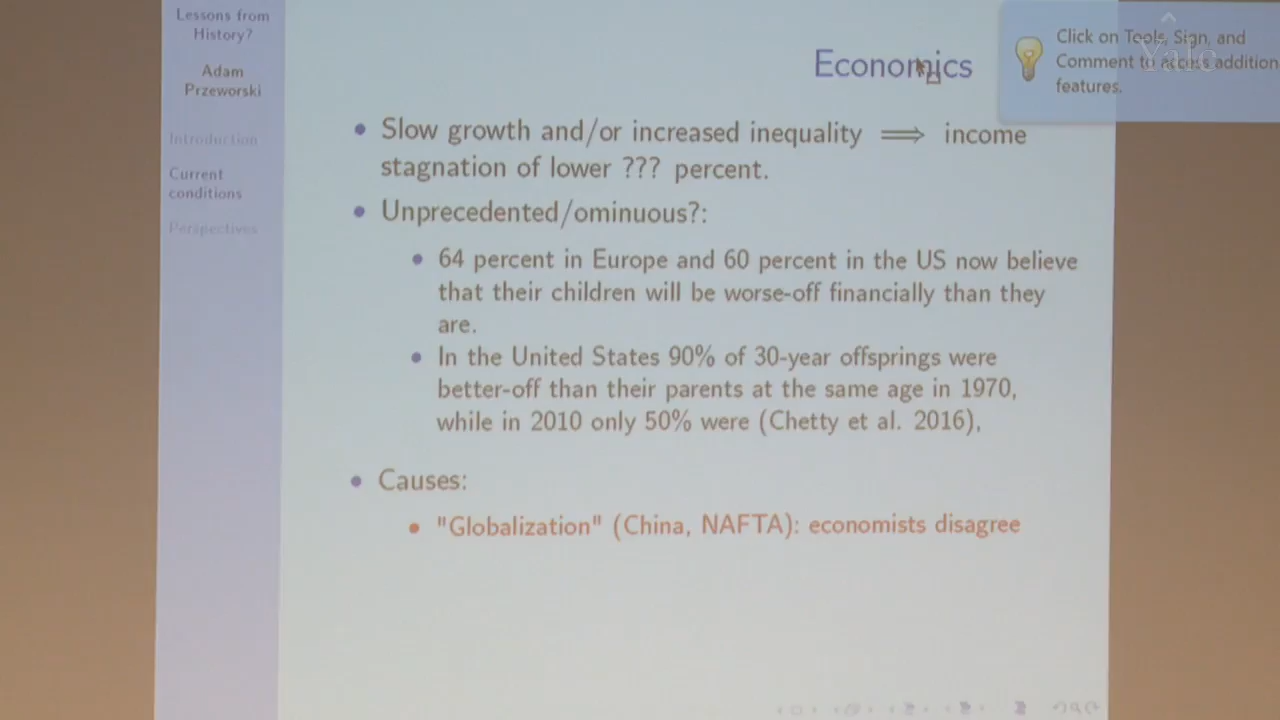 Lessons from
History?
Adam
Przeworski
Introduction
Current
conditions
Perspectives
Economics
• Slow growth and/or increased inequality ⟹ income
stagnation of lower ??? percent.
• Unprecedented/ominuous?:
• 64 percent in Europe and 60 percent in the US now believe
that their children will be worse-off financially than they
are.
• In the United States 90% of 30-year offsprings were
better-off than their parents at the same age in 1970,
while in 2010 only 50% were (Chetty et al. 2016),
• Causes:
• "Globalization" (China, NAFTA): economists disagree
Click on Tools, Sign, and
Comment to access addition
features.
Yale